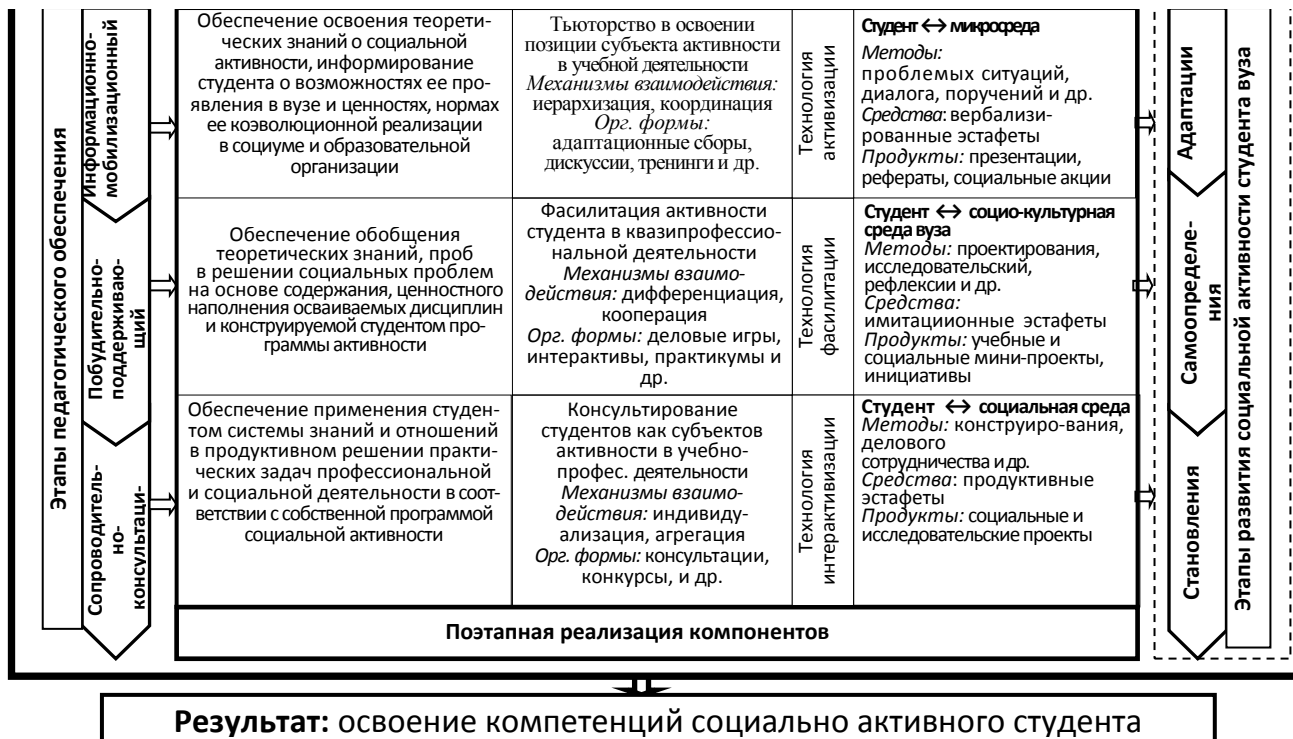 Этапы педагогического обеспечения
Информационно-
мобилизационный
Обеспечение освоения теорети-
ческих знаний о социальной
активности, информирование
студента о возможностях ее про-
явления в вузе и ценностях, нормах
ее коэволюционной реализации
в социуме и образовательной
организации
Тьюторство в освоении
позиции субъекта активности
в учебной деятельности
Механизмы взаимодействия:
иерархизация, координация
Орг. формы:
адаптационные сборы,
дискуссии, тренинги и др.
Технология
активизации
Студент ↔ микросреда
Методы:
проблемых ситуаций,
диалога, поручений и др.
Средства: вербализи-
рованные эстафеты
Продукты: презентации,
рефераты, социальные акции
Адаптации
Побудительно-
поддерживаю-
щий
Обеспечение обобщения
теоретических знаний, проб
в решении социальных проблем
на основе содержания, ценностного
наполнения осваиваемых дисциплин
и конструируемой студентом про-
граммы активности
Фасилитация активности
студента в квазипрофессио-
нальной деятельности
Механизмы взаимо-
действия: дифференциация,
кооперация
Орг. формы: деловые игры,
интерактивы, практикумы и
др.
Технология
фасилитации
Студент ↔ социо-культурная
среда вуза
Методы: проектирования,
исследовательский,
рефлексии и др.
Средства:
имитациионные эстафеты
Продукты: учебные и
социальные мини-проекты,
инициативы
Самоопределе-
ния
Сопроводитель-
но-
консультаци-
Обеспечение применения студен-
том системы знаний и отношений
в продуктивном решении практи-
ческих задач профессиональной
и социальной деятельности в соот-
ветствии с собственной программой
социальной активности
Консультирование
студентов как субъектов
активности в учебно-
профес. деятельности
Механизмы взаимо-
действия: индивиду-
ализация, агрегация
Орг. формы: консультации,
конкурсы, и др.
Технология
интерактивизации
Студент ↔ социальная среда
Методы: конструиро-вания,
делового
сотрудничества и др.
Средства: продуктивные
эстафеты
Продукты: социальные и
исследовательские проекты
Становления
Этапы развития социальной активности студента вуза
Поэтапная реализация компонентов
Результат: освоение компетенций социально активного студента